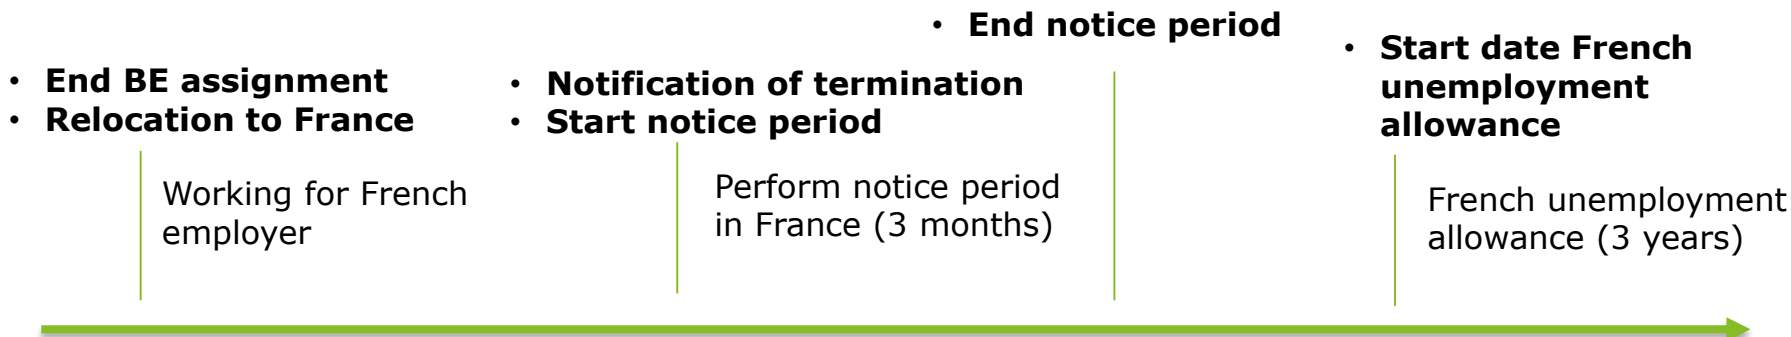 • End BE assignment
• Relocation to France
Working for French
employer
• Notification of termination
• Start notice period
Perform notice period
in France (3 months)
• End notice period
• Start date French
unemployment
allowance
French unemployment
allowance (3 years)